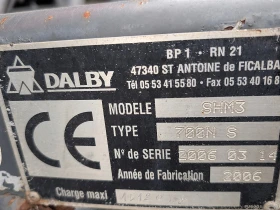 BP 1 · RN 21
47340 ST ANTOINE de FICALBA
DALBY
Tél 05 53 41 55 80 - Fax 05 53 40 16 8
CE
MODELE SHM3
TYPE 700N S
N° de SERIE 2006 03 14
Année de Fabrication 2006
Charge maxi